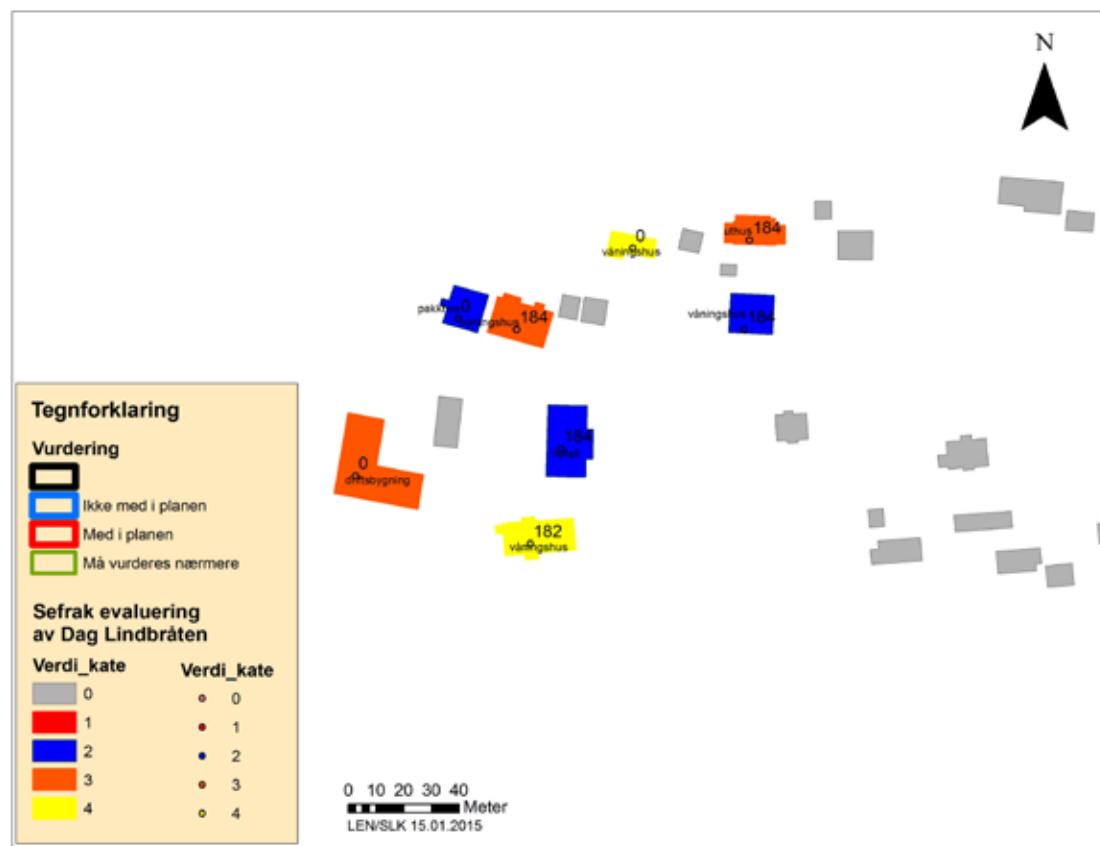 N
0
våningshus
uthus 184
pakkhus 0
våningshus 184
våningshus 184
184
0
driftsbygning
182
våningshus
Tegnforklaring
Vurdering
Ikke med i planen
Med i planen
Må vurderes nærmere
Sefrak evaluering
av Dag Lindbråten
Verdi_kate Verdi_kate
0 0
1 1
2 2
3 3
4 4
0 10 20 30 40
Meter
LEN/SLK 15.01.2015